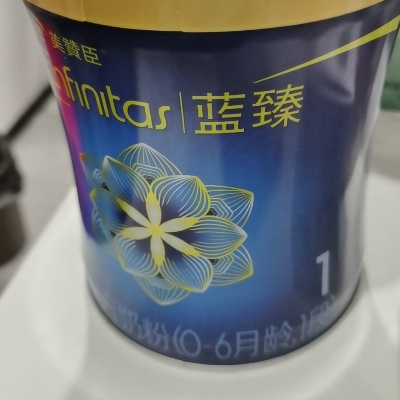 美贊臣
nfinitas | 蓝臻
1
奶粉(0-6月龄,1段)